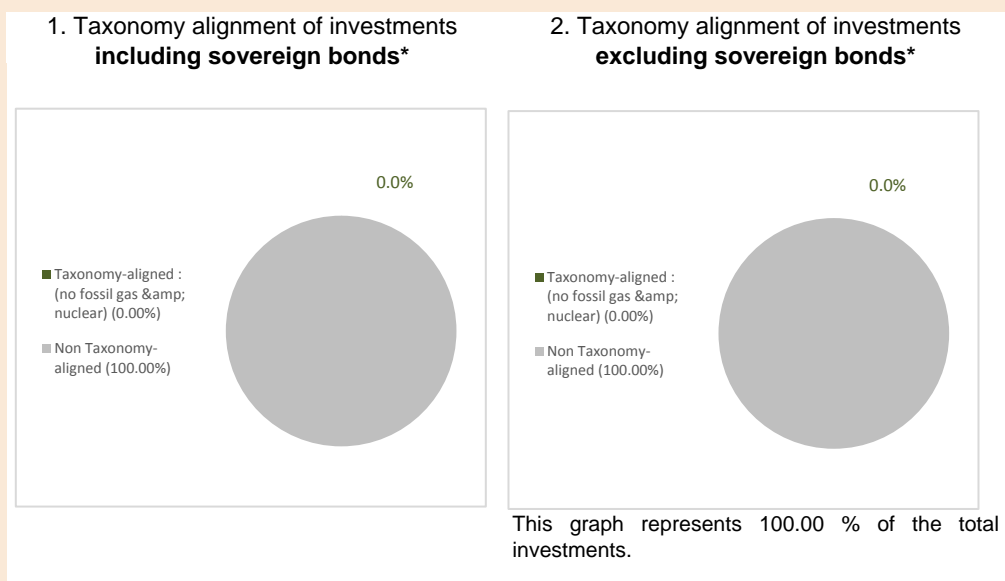 1. Taxonomy alignment of investments
including sovereign bonds*
0.0%
Taxonomy-aligned :
(no fossil gas &amp;
nuclear) (0.00%)
Non Taxonomy-
aligned (100.00%)
2. Taxonomy alignment of investments
excluding sovereign bonds*
0.0%
Taxonomy-aligned :
(no fossil gas &amp;
nuclear) (0.00%)
Non Taxonomy-
aligned (100.00%)
This graph represents 100.00 % of the total
investments.